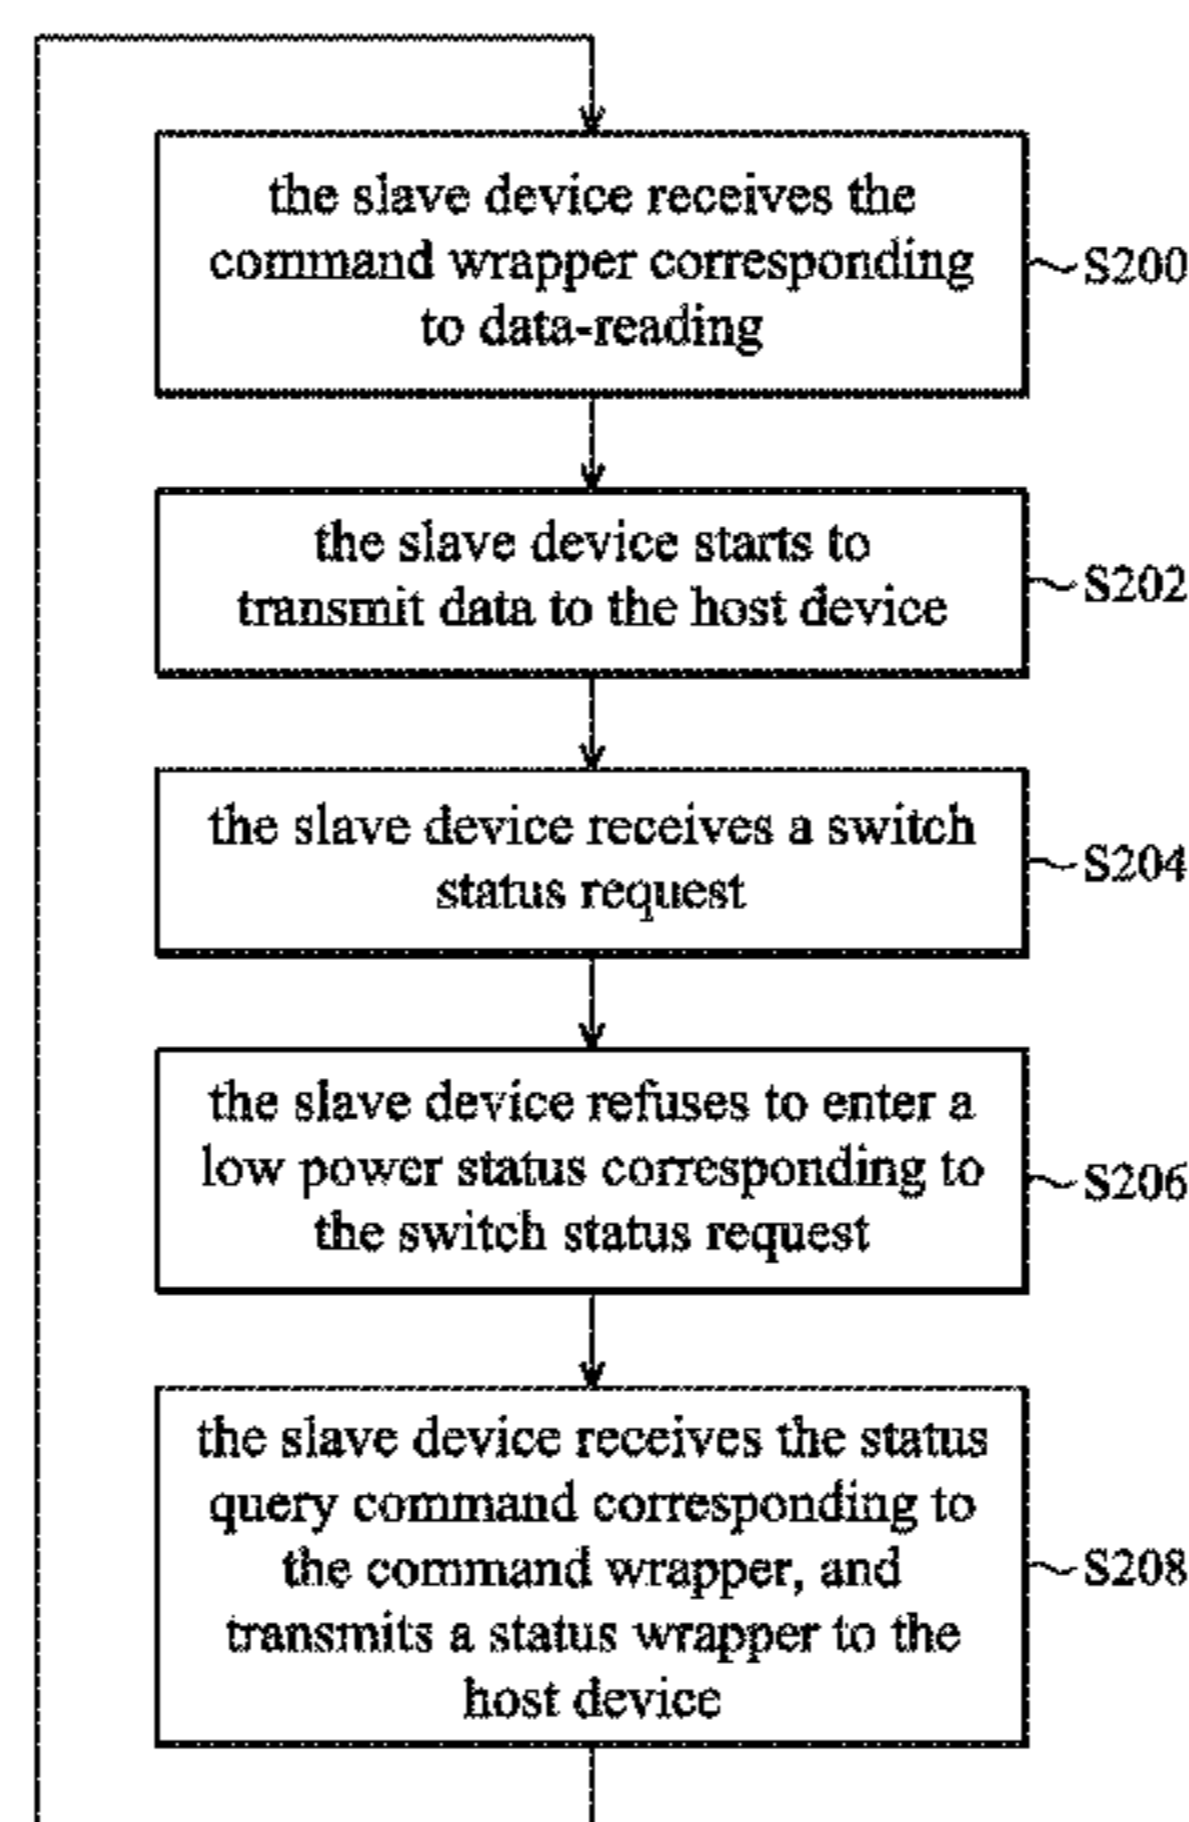 the slave device receives the
command wrapper corresponding
to data-reading
S200
the slave device starts to
transmit data to the host device
S202
the slave device receives a switch
status request
S204
the slave device refuses to enter a
low power status corresponding to
the switch status request
S206
the slave device receives the status
query command corresponding to
the command wrapper, and
transmits a status wrapper to the
host device
S208